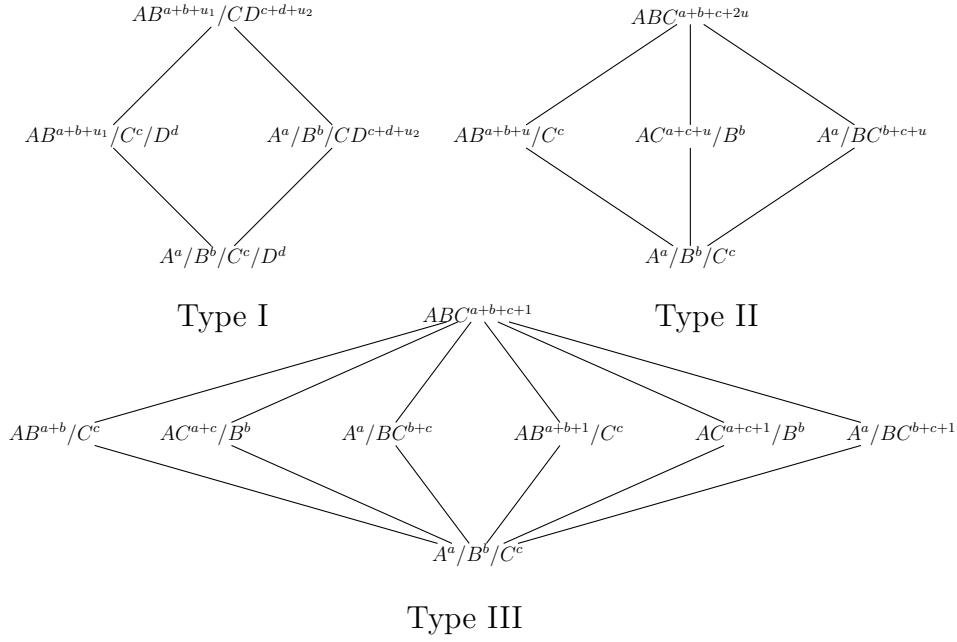 AB^{a+b+u_1}/CD^{c+d+u_2} ABC^{a+b+c+2u}
AB^{a+b+u_1}/C^c/D^d A^a/B^b/CD^{c+d+u_2} AB^{a+b+u}/C^c AC^{a+c+u}/B^b A^a/BC^{b+c+u}
A^a/B^b/C^c/D^d A^a/B^b/C^c
Type I Type II
ABC^{a+b+c+1}
AB^{a+b}/C^c AC^{a+c}/B^b A^a/BC^{b+c} AB^{a+b+1}/C^c AC^{a+c+1}/B^b A^a/BC^{b+c+1}
A^a/B^b/C^c
Type III